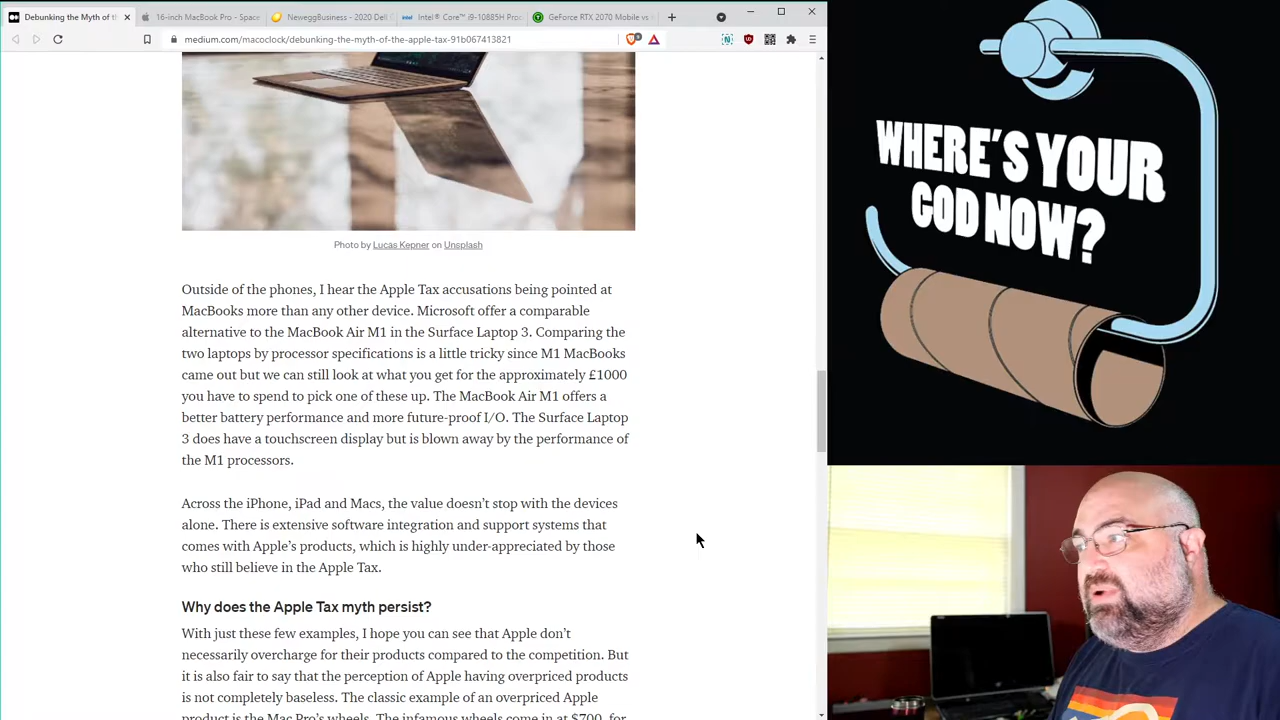 Debunking the Myth of th
16-inch MacBook Pro - Space
NeweggBusiness - 2020 Dell
Intel® Core™ i9-10885H Pro
GeForce RTX 2070 Mobile vs
medium.com/macoclock/debunking-the-myth-of-the-apple-tax-91b067413821
Photo by Lucas Kepner on Unsplash
Outside of the phones, I hear the Apple Tax accusations being pointed at
MacBooks more than any other device. Microsoft offer a comparable
alternative to the MacBook Air M1 in the Surface Laptop 3. Comparing the
two laptops by processor specifications is a little tricky since M1 MacBooks
came out but we can still look at what you get for the approximately £1000
you have to spend to pick one of these up. The MacBook Air M1 offers a
better battery performance and more future-proof I/O. The Surface Laptop
3 does have a touchscreen display but is blown away by the performance of
the M1 processors.
Across the iPhone, iPad and Macs, the value doesn’t stop with the devices
alone. There is extensive software integration and support systems that
comes with Apple’s products, which is highly under-appreciated by those
who still believe in the Apple Tax.
Why does the Apple Tax myth persist?
With just these few examples, I hope you can see that Apple don’t
necessarily overcharge for their products compared to the competition. But
it is also fair to say that the perception of Apple having overpriced products
is not completely baseless. The classic example of an overpriced Apple
product is the Mac Pro’s wheels. The infamous wheels come in at $700, for
WHERE'S YOUR
GOD NOW?